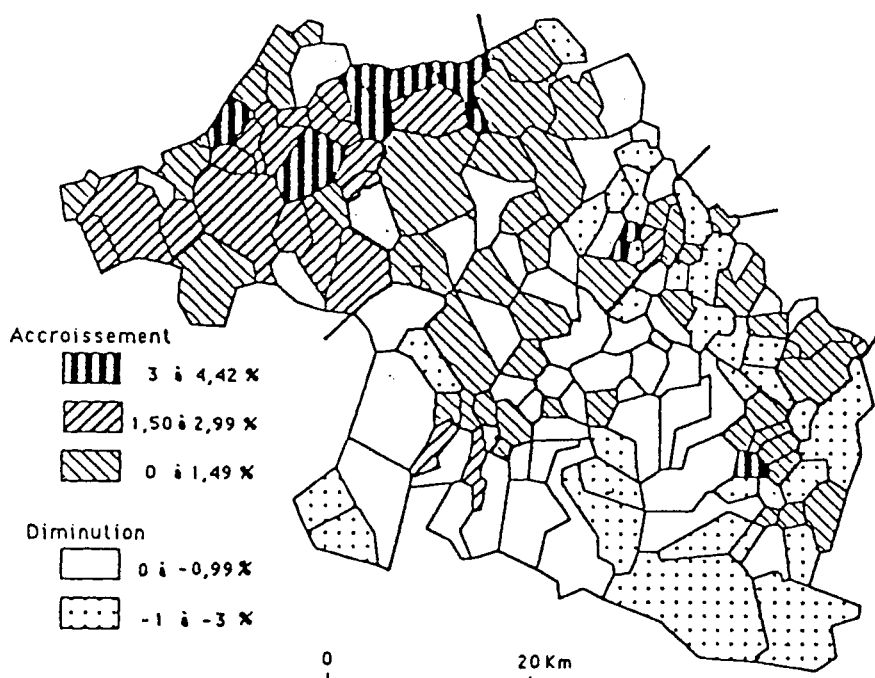 Accroissement
3 à 4,42 %
1,50 à 2,99 %
0 à 1,49 %
Diminution
0 à -0,99 %
-1 à -3 %
0 20 Km